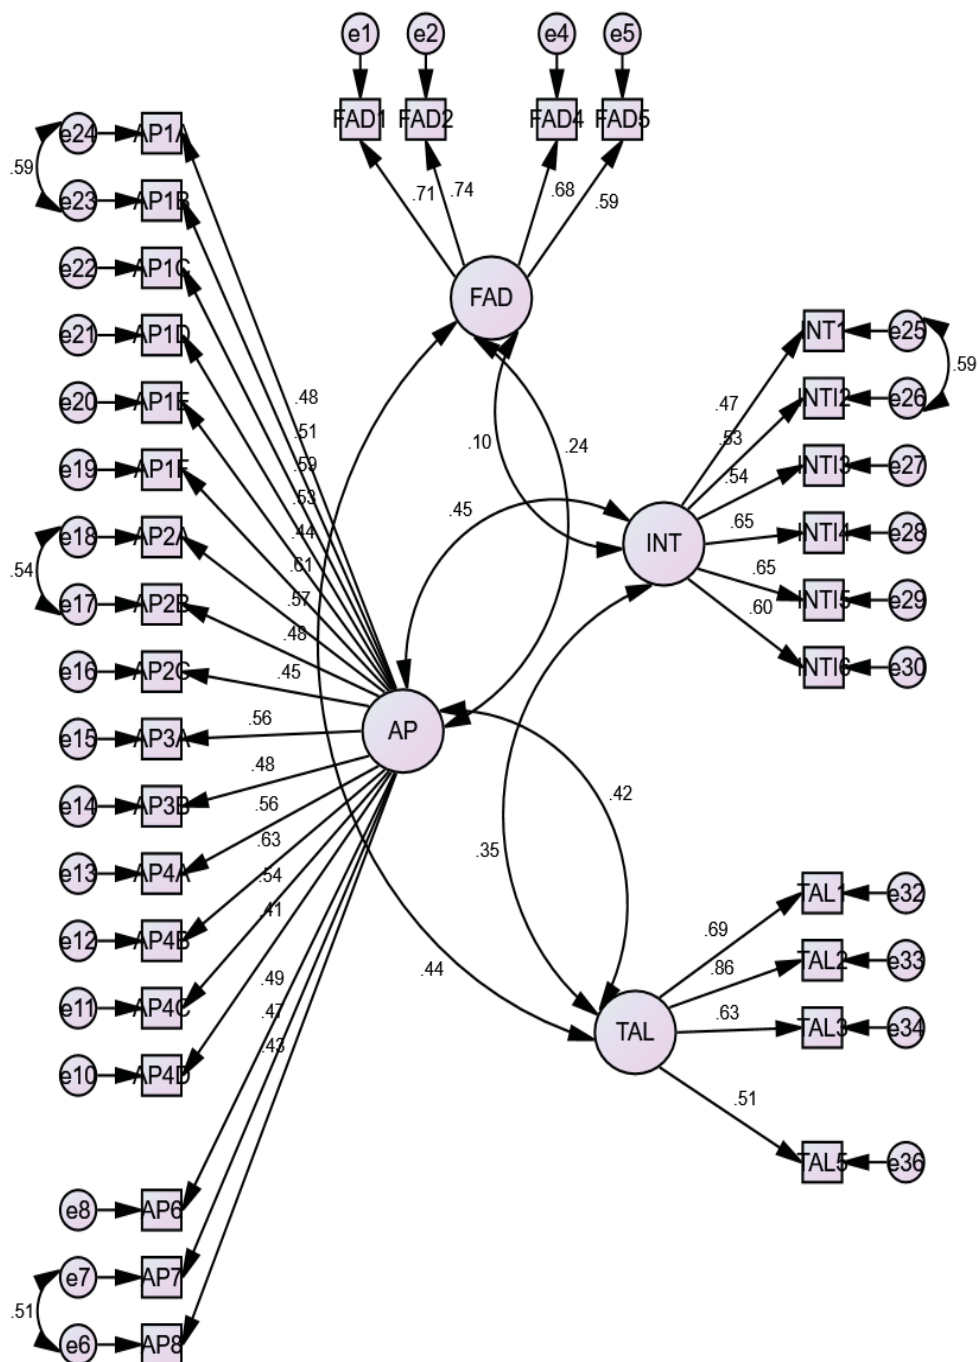 e1 e2 e4 e5
FAD1 FAD2 FAD4 FAD5
.71 .74 .68 .59
FAD
e24 AP1A
.59
e23 AP1B
e22 AP1C
e21 AP1D
e20 AP1E
e19 AP1F
e18 AP2A
.54
e17 AP2B
e16 AP2C
e15 AP3A
e14 AP3B
e13 AP4A
e12 AP4B
e11 AP4C
e10 AP4D
e8 AP6
e7 AP7
.51
e6 AP8
.48
.51
.59
.53
.44
.61
.57
.48
.45
.56
.48
.56
.63
.54
.41
.49
.47
.43
AP
.10
.24
.45
.42
.35
.44
INT
.47
.53
.54
.65
.65
.60
INT1 e25
.59
INTI2 e26
INTI3 e27
INTI4 e28
INTI5 e29
INTI6 e30
TAL
.69
.86
.63
.51
TAL1 e32
TAL2 e33
TAL3 e34
TAL5 e36